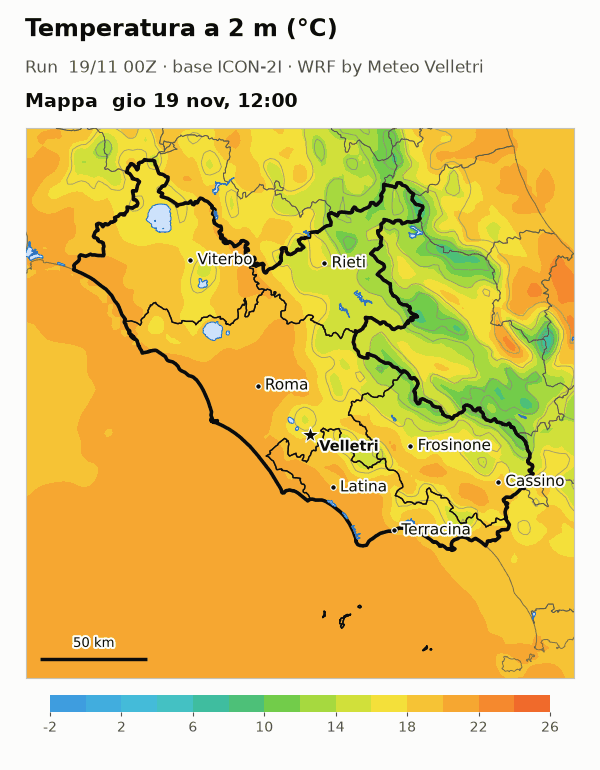 Temperatura a 2 m (°C)
Run  19/11 00Z · base ICON-2I · WRF by Meteo Velletri
Mappa  gio 19 nov, 12:00
Viterbo
Rieti
Roma
Velletri
Frosinone
Latina
Cassino
Terracina
50 km
-2 2 6 10 14 18 22 26